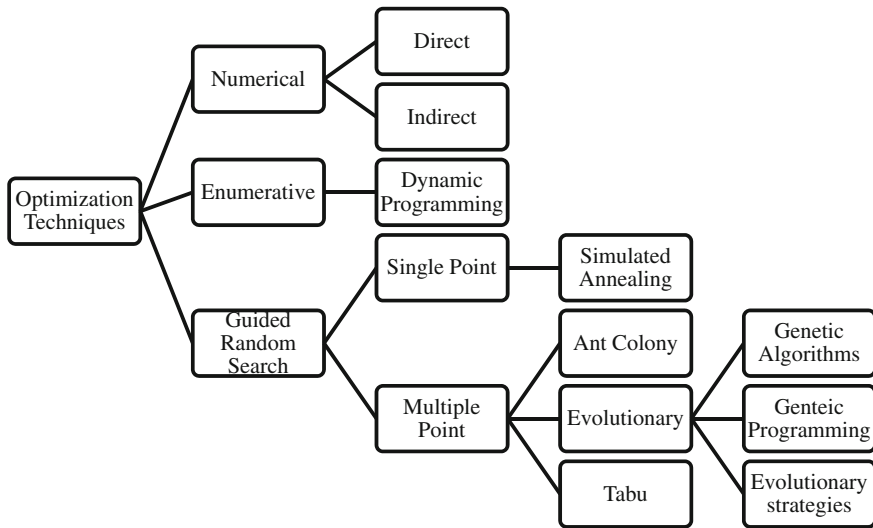 Optimization
Techniques
Numerical
Direct
Indirect
Enumerative
Dynamic
Programming
Guided
Random
Search
Single Point
Simulated
Annealing
Multiple
Point
Ant Colony
Evolutionary
Genetic
Algorithms
Genteic
Programming
Evolutionary
strategies
Tabu